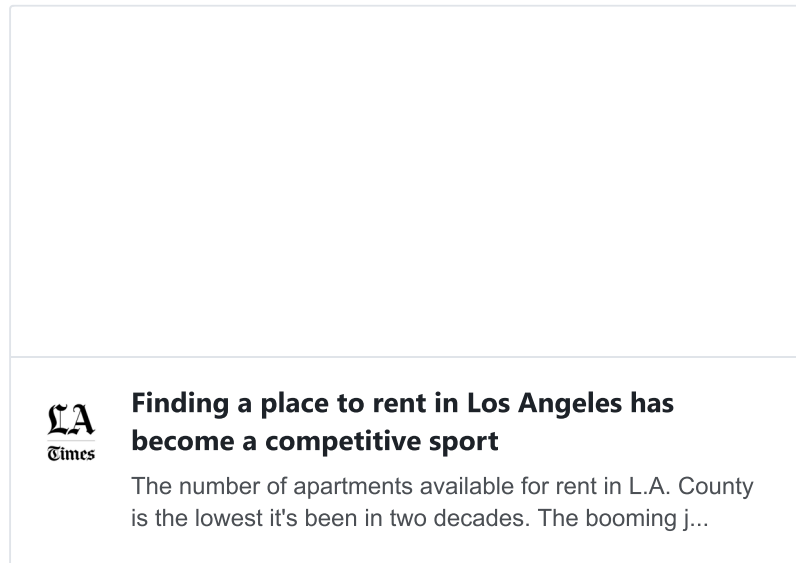 LA
Times
Finding a place to rent in Los Angeles has
become a competitive sport
The number of apartments available for rent in L.A. County
is the lowest it's been in two decades. The booming j...